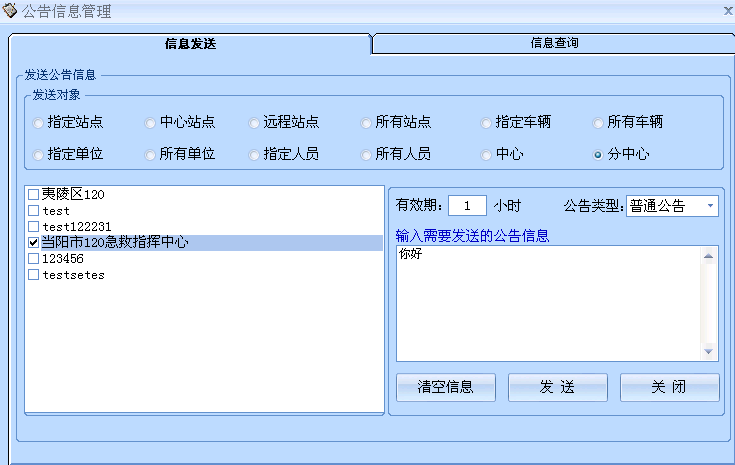 公告信息管理
信息发送 信息查询
发送公告信息
发送对象
指定站点 中心站点 远程站点 所有站点 指定车辆 所有车辆
指定单位 所有单位 指定人员 所有人员 中心 分中心
夷陵区120
test
test122231
当阳市120急救指挥中心
123456
testsetes
有效期: 1 小时 公告类型: 普通公告
输入需要发送的公告信息
你好
清空信息 发 送 关 闭